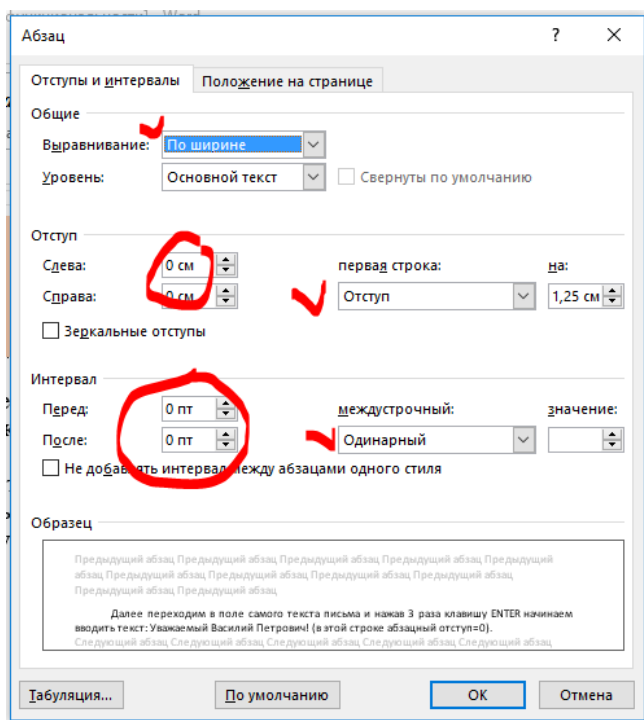 Word
Абзац ?
Отступы и интервалы Положение на странице
Общие
Выравнивание: По ширине
Уровень: Основной текст Свернуты по умолчанию
Отступ
Слева: 0 см первая строка: на:
Справа: 0 см Отступ 1,25 см
Зеркальные отступы
Интервал
Перед: 0 пт междустрочный: значение:
После: 0 пт Одинарный
Не добавлять интервал между абзацами одного стиля
Образец
Предыдущий абзац Предыдущий абзац Предыдущий абзац Предыдущий абзац Предыдущий
абзац Предыдущий абзац Предыдущий абзац Предыдущий абзац Предыдущий абзац
Предыдущий абзац Предыдущий абзац
Далее переходим в поле самого текста письма и нажав 3 раза клавишу ENTER начинаем
вводить текст: Уважаемый Василий Петрович! (в этой строке абзацный отступ=0).
Следующий абзац Следующий абзац Следующий абзац Следующий абзац Следующий абзац
Табуляция... По умолчанию ОК Отмена